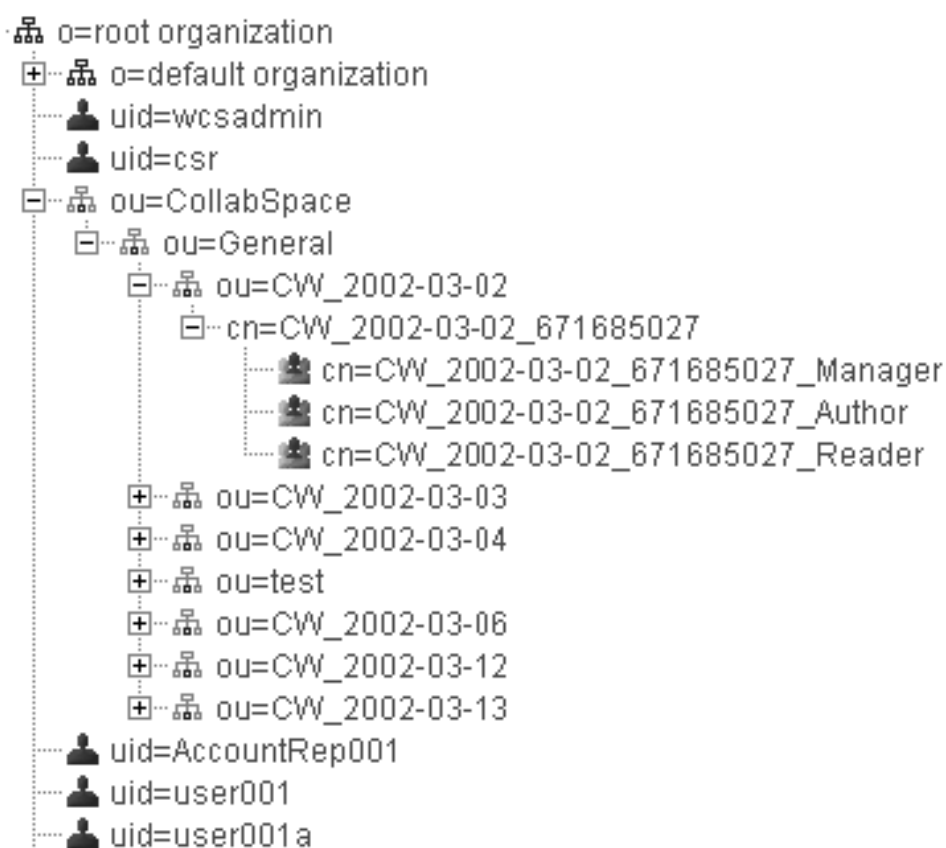 o=root organization
o=default organization
uid=wcsadmin
uid=csr
ou=CollabSpace
ou=General
ou=CW_2002-03-02
cn=CW_2002-03-02_671685027
cn=CW_2002-03-02_671685027_Manager
cn=CW_2002-03-02_671685027_Author
cn=CW_2002-03-02_671685027_Reader
ou=CW_2002-03-03
ou=CW_2002-03-04
ou=test
ou=CW_2002-03-06
ou=CW_2002-03-12
ou=CW_2002-03-13
uid=AccountRep001
uid=user001
uid=user001a